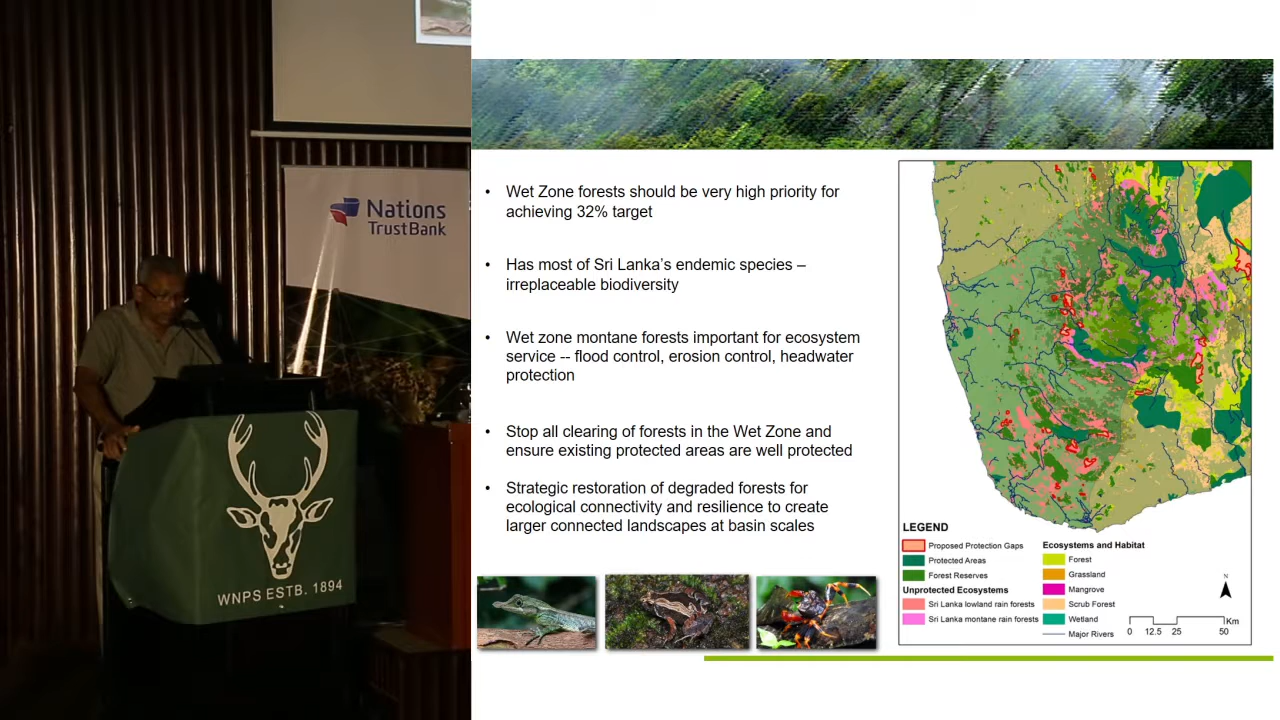 Nations
TrustBank
WNPS ESTB. 1894
• Wet Zone forests should be very high priority for
achieving 32% target
• Has most of Sri Lanka's endemic species –
irreplaceable biodiversity
• Wet zone montane forests important for ecosystem
service -- flood control, erosion control, headwater
protection
• Stop all clearing of forests in the Wet Zone and
ensure existing protected areas are well protected
• Strategic restoration of degraded forests for
ecological connectivity and resilience to create
larger connected landscapes at basin scales
LEGEND
Proposed Protection Gaps
Protected Areas
Forest Reserves
Unprotected Ecosystems
Sri Lanka lowland rain forests
Sri Lanka montane rain forests
Ecosystems and Habitat
Forest
Grassland
Mangrove
Scrub Forest
Wetland
Major Rivers
N
Km
0 12.5 25 50